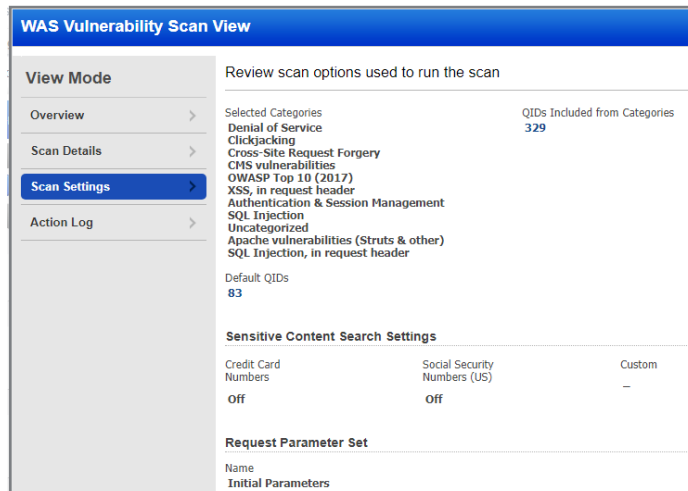 WAS Vulnerability Scan View
View Mode
Overview
Scan Details
Scan Settings
Action Log
Review scan options used to run the scan
Selected Categories
Denial of Service
Clickjacking
Cross-Site Request Forgery
CMS vulnerabilities
OWASP Top 10 (2017)
XSS, in request header
Authentication & Session Management
SQL Injection
Uncategorized
Apache vulnerabilities (Struts & other)
SQL Injection, in request header
QIDs Included from Categories
329
Default QIDs
83
Sensitive Content Search Settings
Credit Card
Numbers
Off
Social Security
Numbers (US)
Off
Custom
–
Request Parameter Set
Name
Initial Parameters